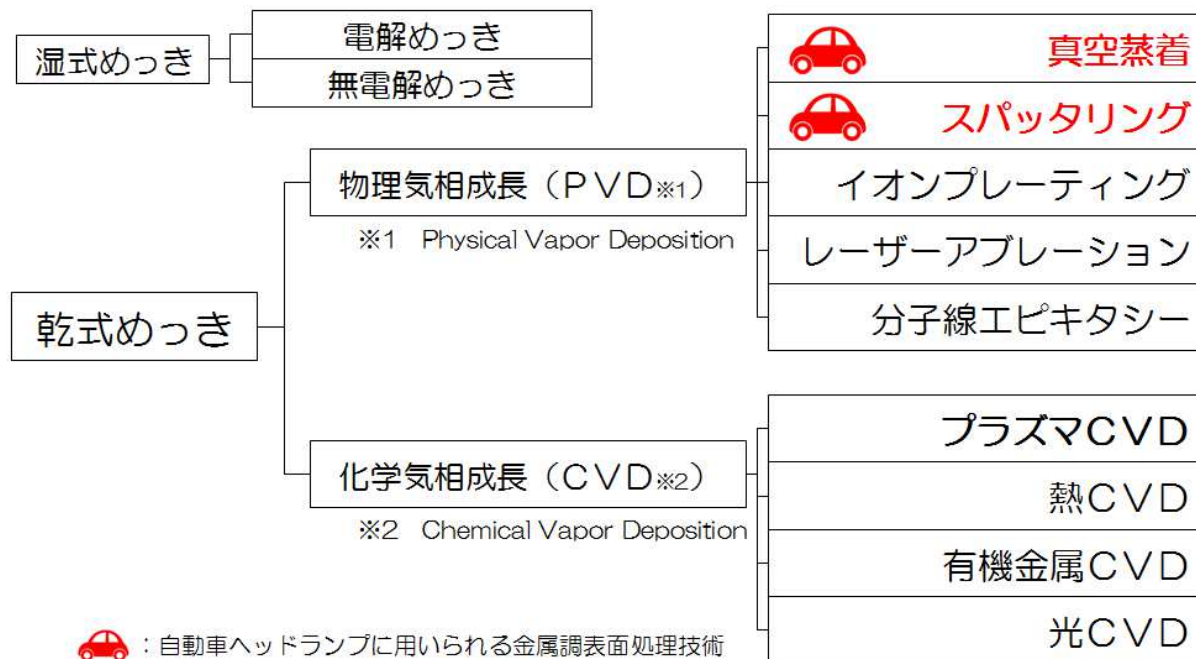 湿式めっき
電解めっき
無電解めっき
乾式めっき
物理気相成長（ＰＶＤ※1）
※1　Physical Vapor Deposition
真空蒸着
スパッタリング
イオンプレーティング
レーザーアブレーション
分子線エピキタシー
化学気相成長（ＣＶＤ※2）
※2　Chemical Vapor Deposition
プラズマＣＶＤ
熱ＣＶＤ
有機金属ＣＶＤ
光ＣＶＤ
：自動車ヘッドランプに用いられる金属調表面処理技術